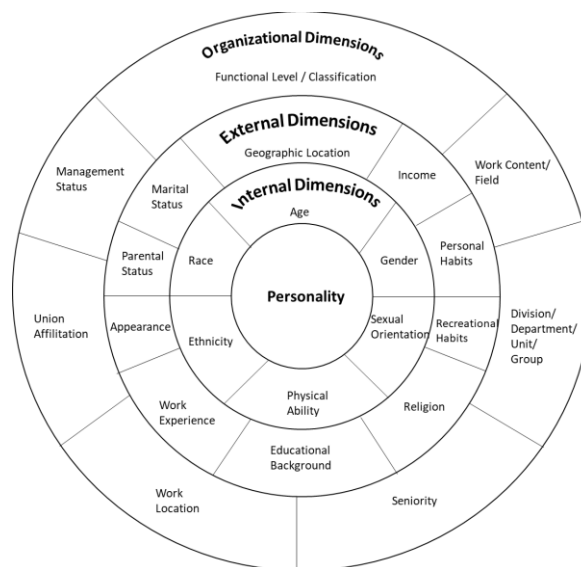 Organizational Dimensions
Functional Level / Classification
External Dimensions
Geographic Location
Internal Dimensions
Age
Management
Status
Marital
Status
Income
Work Content/
Field
Parental
Status
Race
Gender
Personal
Habits
Personality
Union
Affilitation
Appearance
Ethnicity
Sexual
Orientation
Recreational
Habits
Division/
Department/
Unit/
Group
Work
Experience
Physical
Ability
Religion
Educational
Background
Work
Location
Seniority